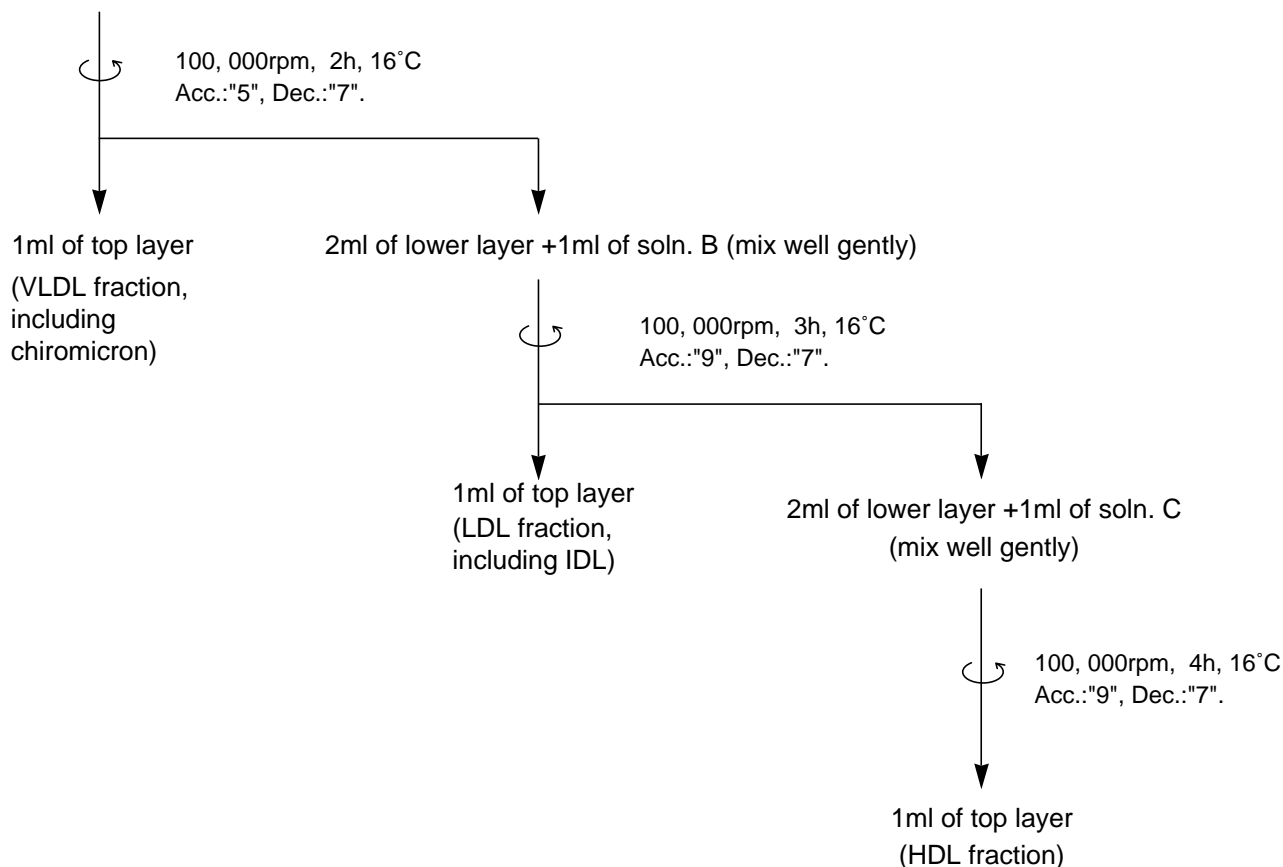 100, 000rpm, 2h, 16˚C
Acc.:"5", Dec.:"7".
1ml of top layer
(VLDL fraction,
including
chiromicron)
2ml of lower layer +1ml of soln. B (mix well gently)
100, 000rpm, 3h, 16˚C
Acc.:"9", Dec.:"7".
1ml of top layer
(LDL fraction,
including IDL)
2ml of lower layer +1ml of soln. C
(mix well gently)
100, 000rpm, 4h, 16˚C
Acc.:"9", Dec.:"7".
1ml of top layer
(HDL fraction)